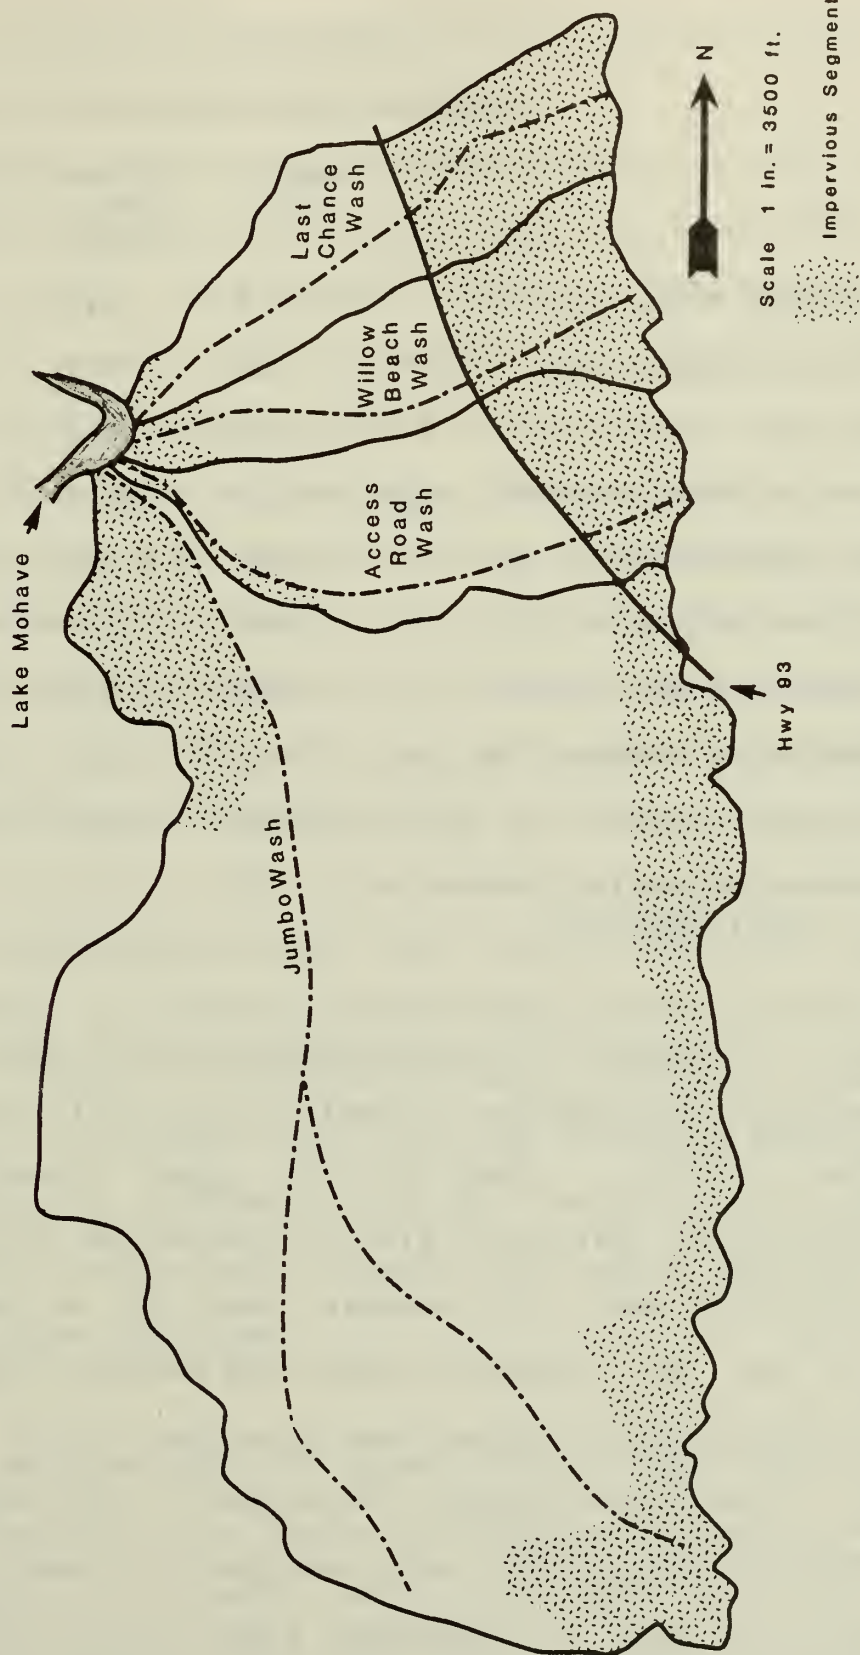 Lake Mohave
Last
Chance
Wash
Willow
Beach
Wash
Access
Road
Wash
Jumbo Wash
Hwy 93
N
Scale 1 in. = 3500 ft.
Impervious Segment